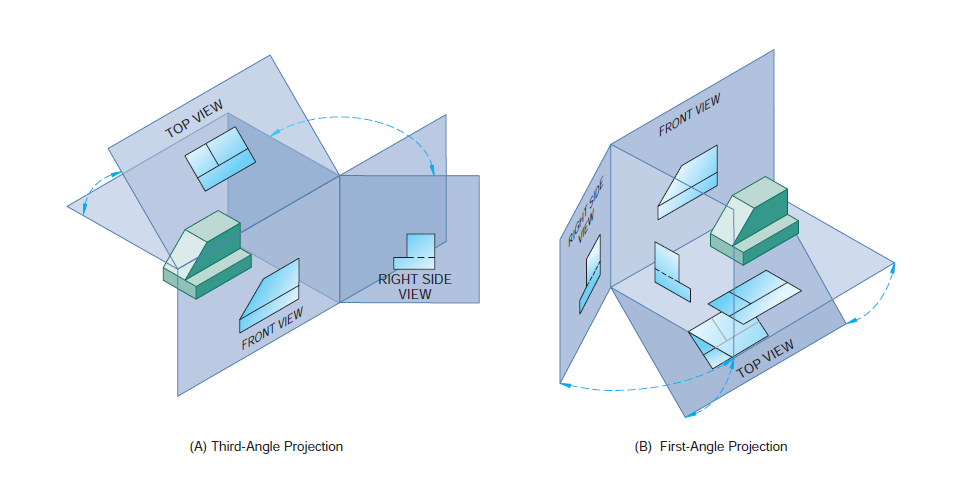 TOP VIEW
FRONT VIEW
RIGHT SIDE
VIEW
(A) Third-Angle Projection
FRONT VIEW
RIGHT SIDE
VIEW
TOP VIEW
(B) First-Angle Projection